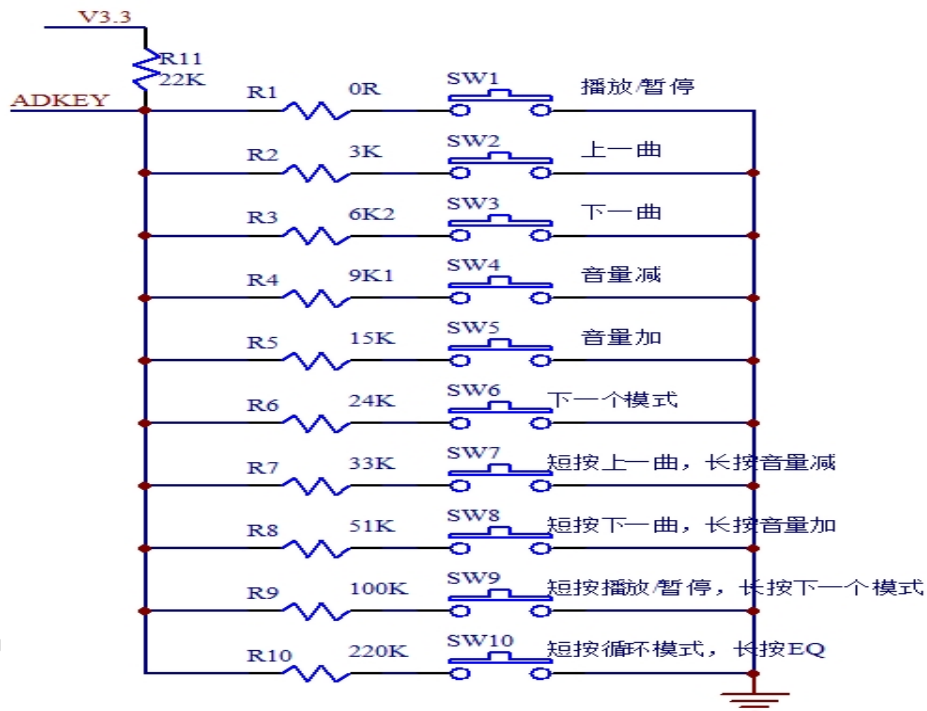 V3.3
R11
22K
ADKEY
R1 0R SW1 播放/暂停
R2 3K SW2 上一曲
R3 6K2 SW3 下一曲
R4 9K1 SW4 音量减
R5 15K SW5 音量加
R6 24K SW6 下一个模式
R7 33K SW7 短按上一曲，长按音量减
R8 51K SW8 短按下一曲，长按音量加
R9 100K SW9 短按播放/暂停，长按下一个模式
R10 220K SW10 短按循环模式，长按EQ